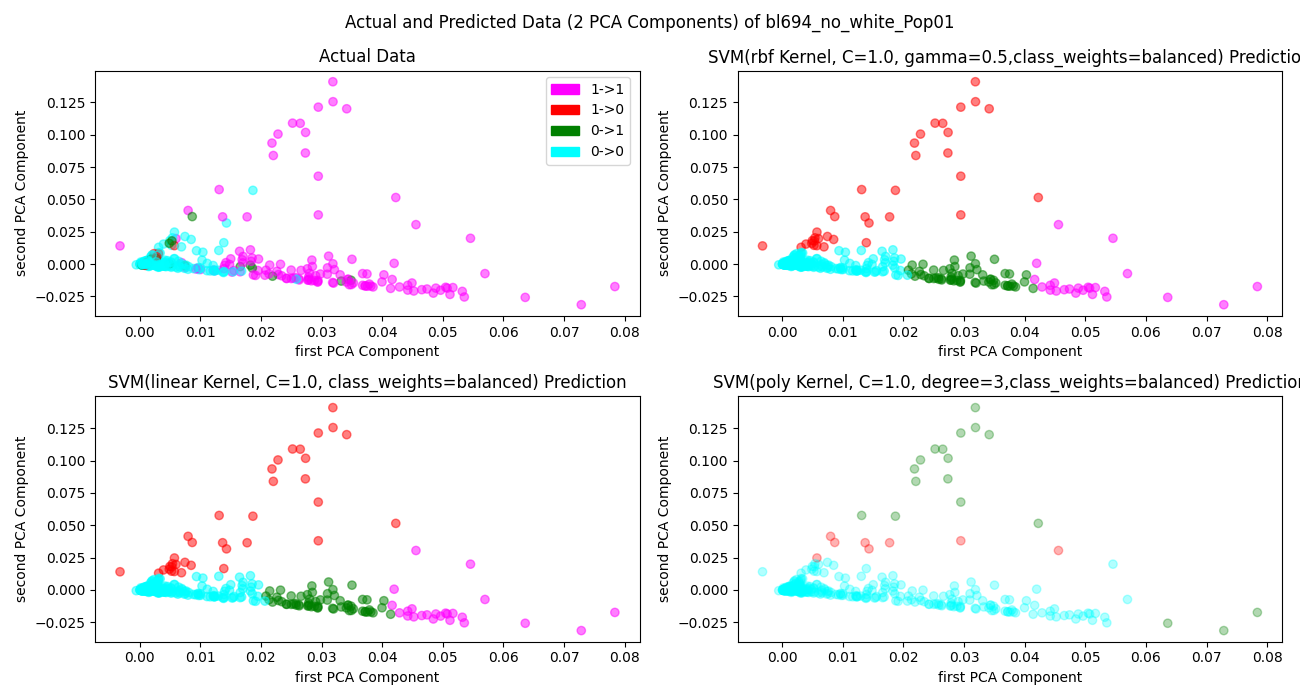 Actual and Predicted Data (2 PCA Components) of bl694_no_white_Pop01
Actual Data
second PCA Component
0.125
0.100
0.075
0.050
0.025
0.000
−0.025
1->1
1->0
0->1
0->0
0.00 0.01 0.02 0.03 0.04 0.05 0.06 0.07 0.08
first PCA Component
SVM(rbf Kernel, C=1.0, gamma=0.5,class_weights=balanced) Predictio
second PCA Component
0.125
0.100
0.075
0.050
0.025
0.000
−0.025
0.00 0.01 0.02 0.03 0.04 0.05 0.06 0.07 0.08
first PCA Component
SVM(linear Kernel, C=1.0, class_weights=balanced) Prediction
second PCA Component
0.125
0.100
0.075
0.050
0.025
0.000
−0.025
0.00 0.01 0.02 0.03 0.04 0.05 0.06 0.07 0.08
first PCA Component
SVM(poly Kernel, C=1.0, degree=3,class_weights=balanced) Prediction
second PCA Component
0.125
0.100
0.075
0.050
0.025
0.000
−0.025
0.00 0.01 0.02 0.03 0.04 0.05 0.06 0.07 0.08
first PCA Component